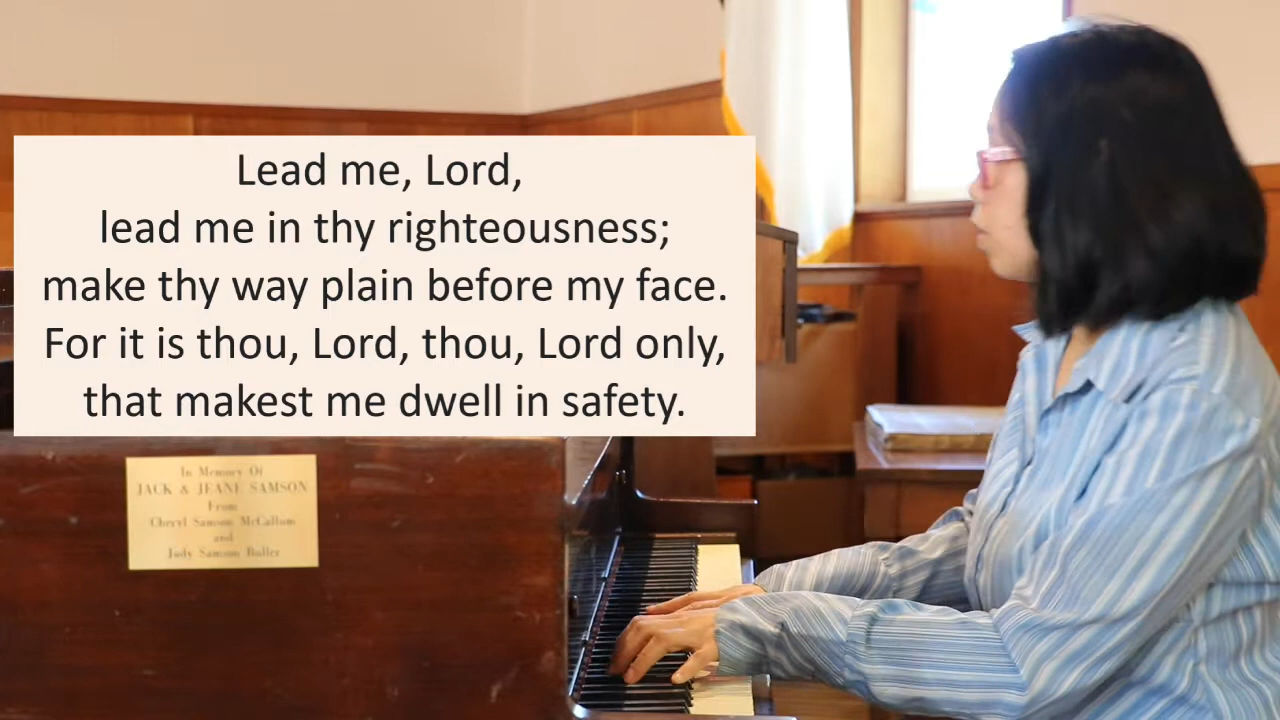 Lead me, Lord,
lead me in thy righteousness;
make thy way plain before my face.
For it is thou, Lord, thou, Lord only,
that makest me dwell in safety.
In Memory Of
JACK & JEANE SAMSON
From
Cheryl Samson McCallum
and
Judy Samson Buller